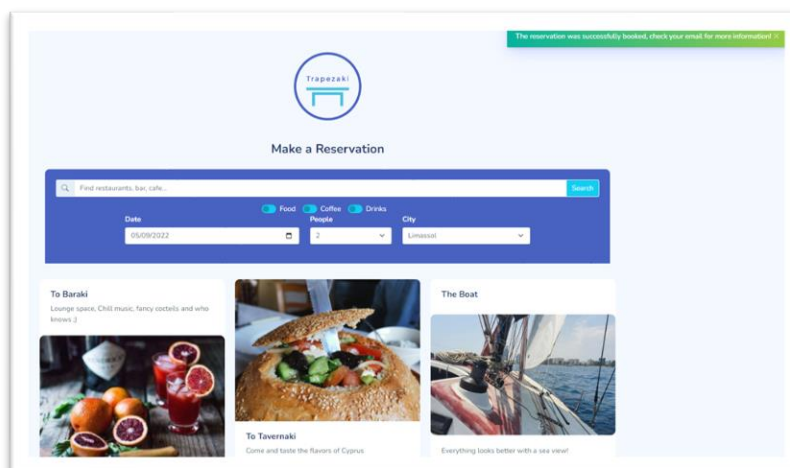 The reservation was successfully booked, check your email for more information! ×
Trapezaki
Make a Reservation
Find restaurants, bar, cafe...
Search
Food Coffee Drinks
Date People City
05/09/2022 2 Limassol
To Baraki
Lounge space, Chill music, fancy cocteils and who
knows ;)
To Tavernaki
Come and taste the flavors of Cyprus
The Boat
Everything looks better with a sea view!